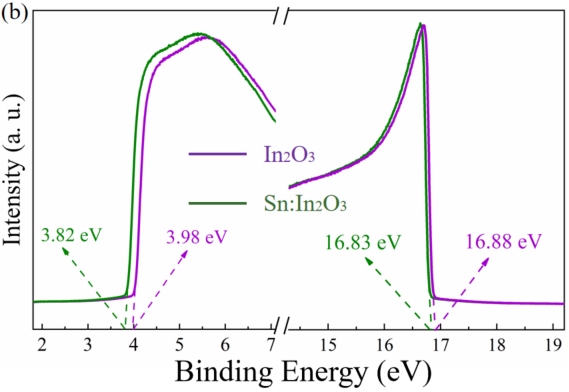 (b)
Intensity (a. u.)
In₂O₃
Sn:In₂O₃
3.82 eV
3.98 eV
16.83 eV
16.88 eV
2 3 4 5 6 7 15 16 17 18 19
Binding Energy (eV)